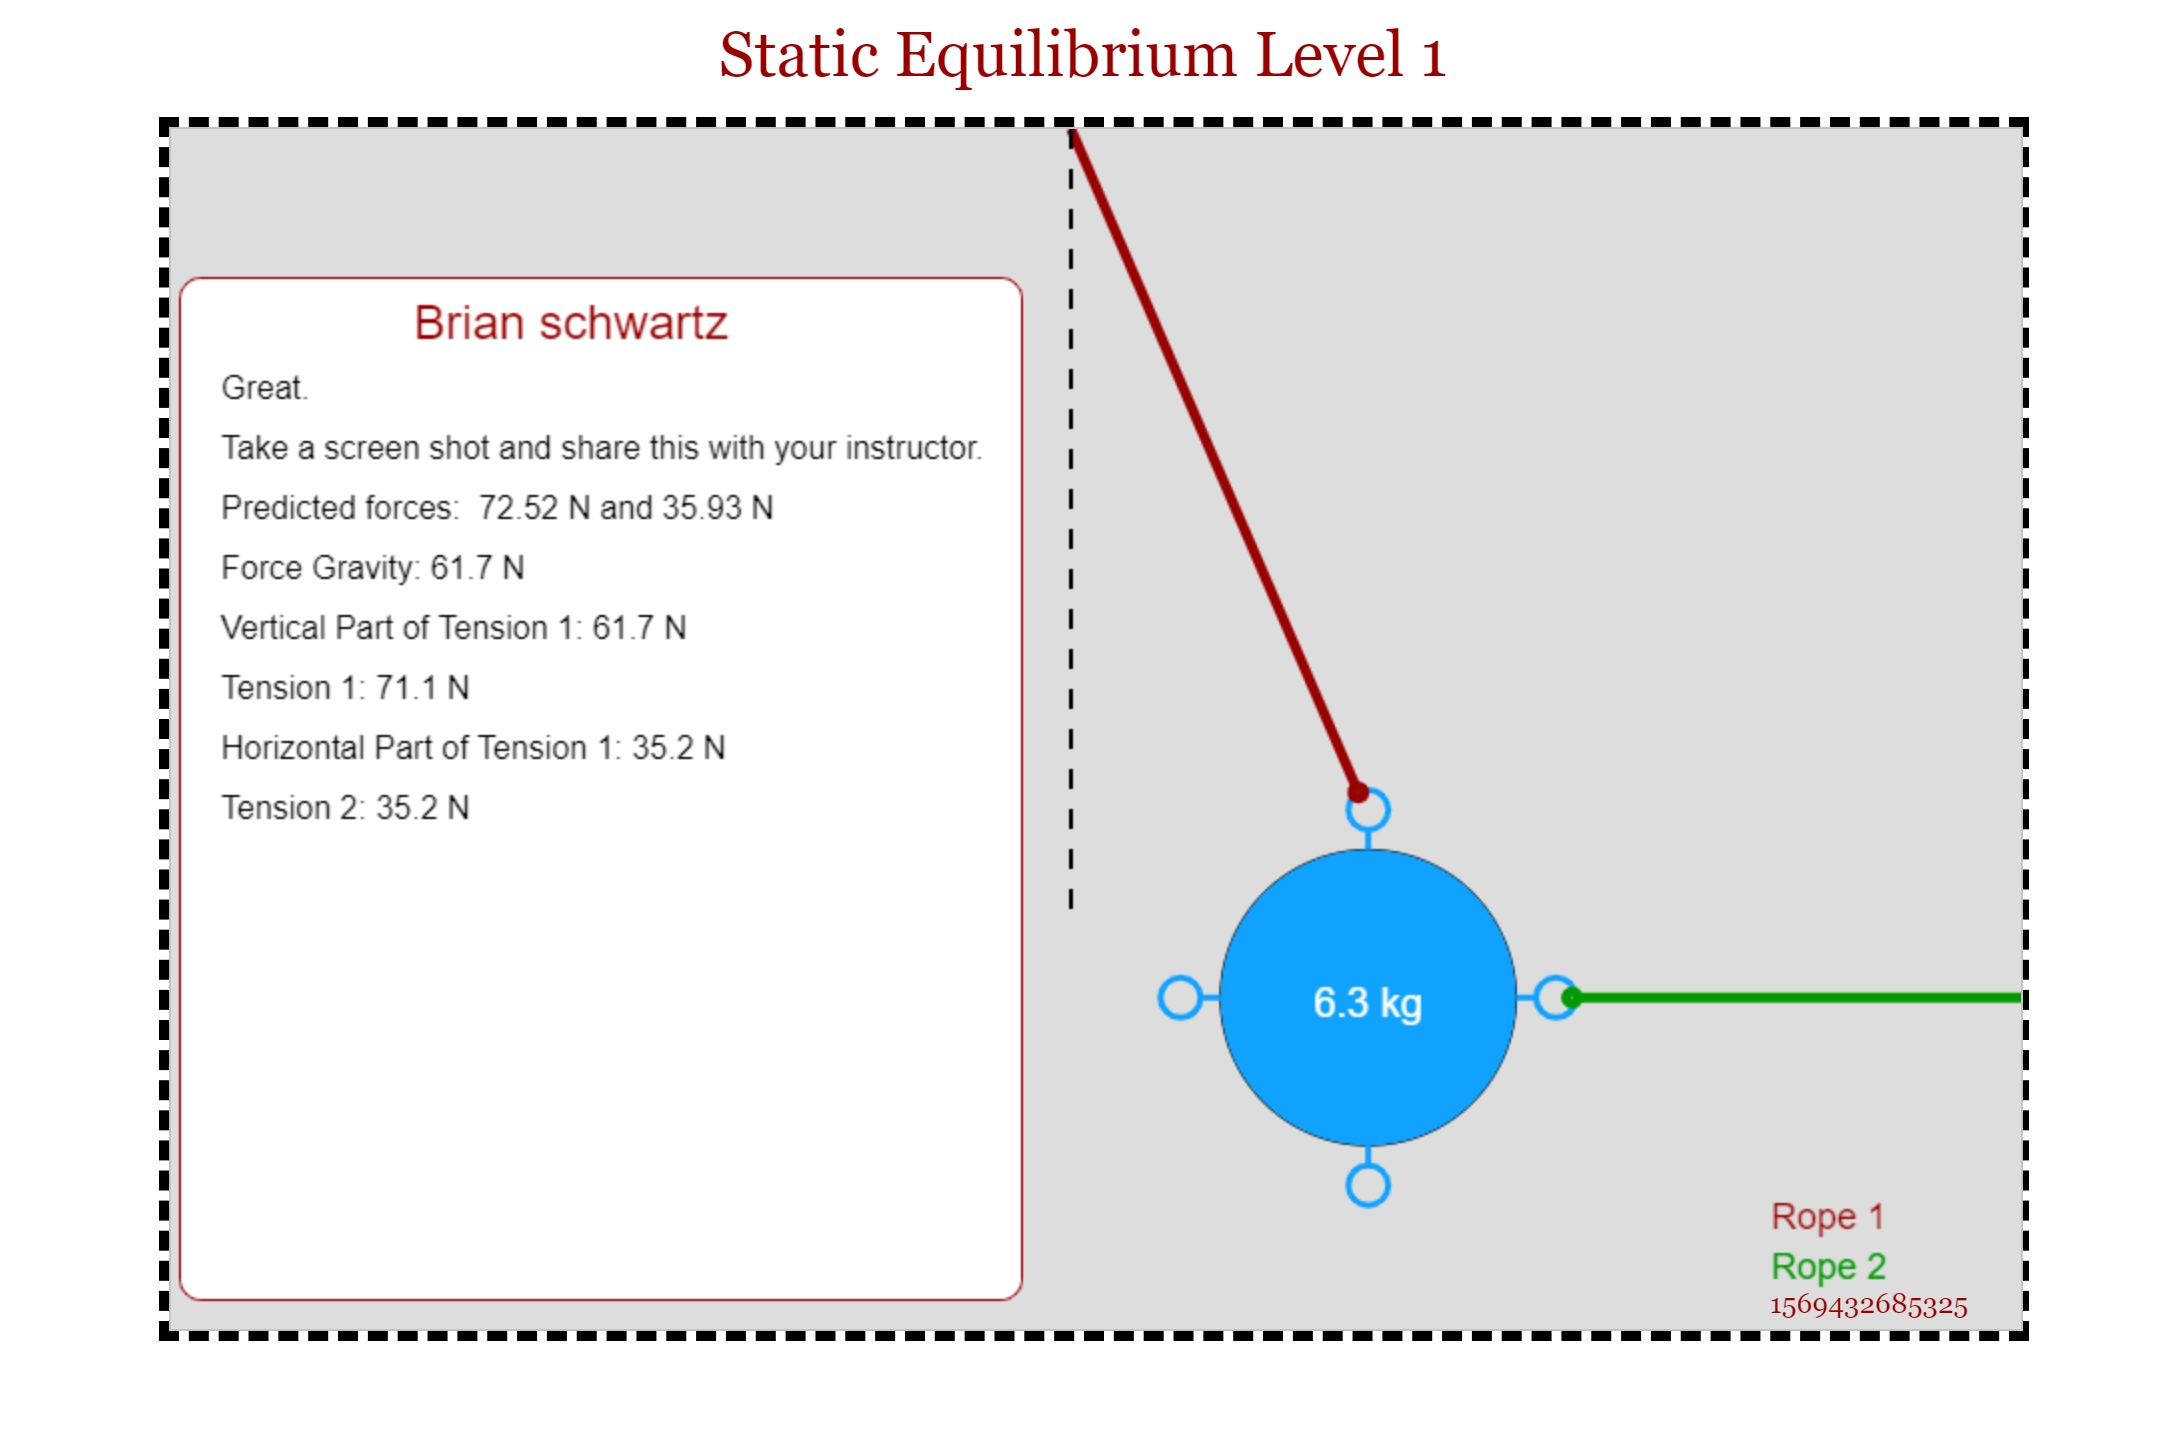 Static Equilibrium Level 1
Brian schwartz
Great.
Take a screen shot and share this with your instructor.
Predicted forces:  72.52 N and 35.93 N
Force Gravity: 61.7 N
Vertical Part of Tension 1: 61.7 N
Tension 1: 71.1 N
Horizontal Part of Tension 1: 35.2 N
Tension 2: 35.2 N
6.3 kg
Rope 1
Rope 2
1569432685325